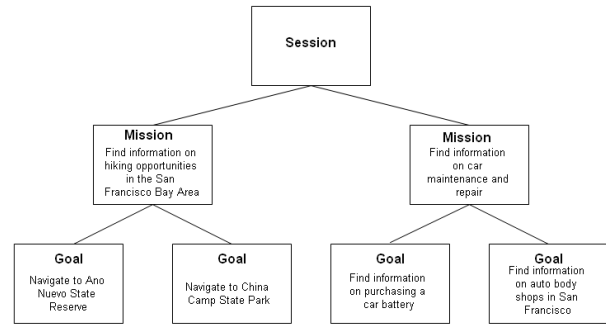 Session
Mission
Find information on
hiking opportunities
in the San
Francisco Bay Area
Mission
Find information
on car
maintenance and
repair
Goal
Navigate to Ano
Nuevo State
Reserve
Goal
Navigate to China
Camp State Park
Goal
Find information
on purchasing a
car battery
Goal
Find information
on auto body
shops in San
Francisco